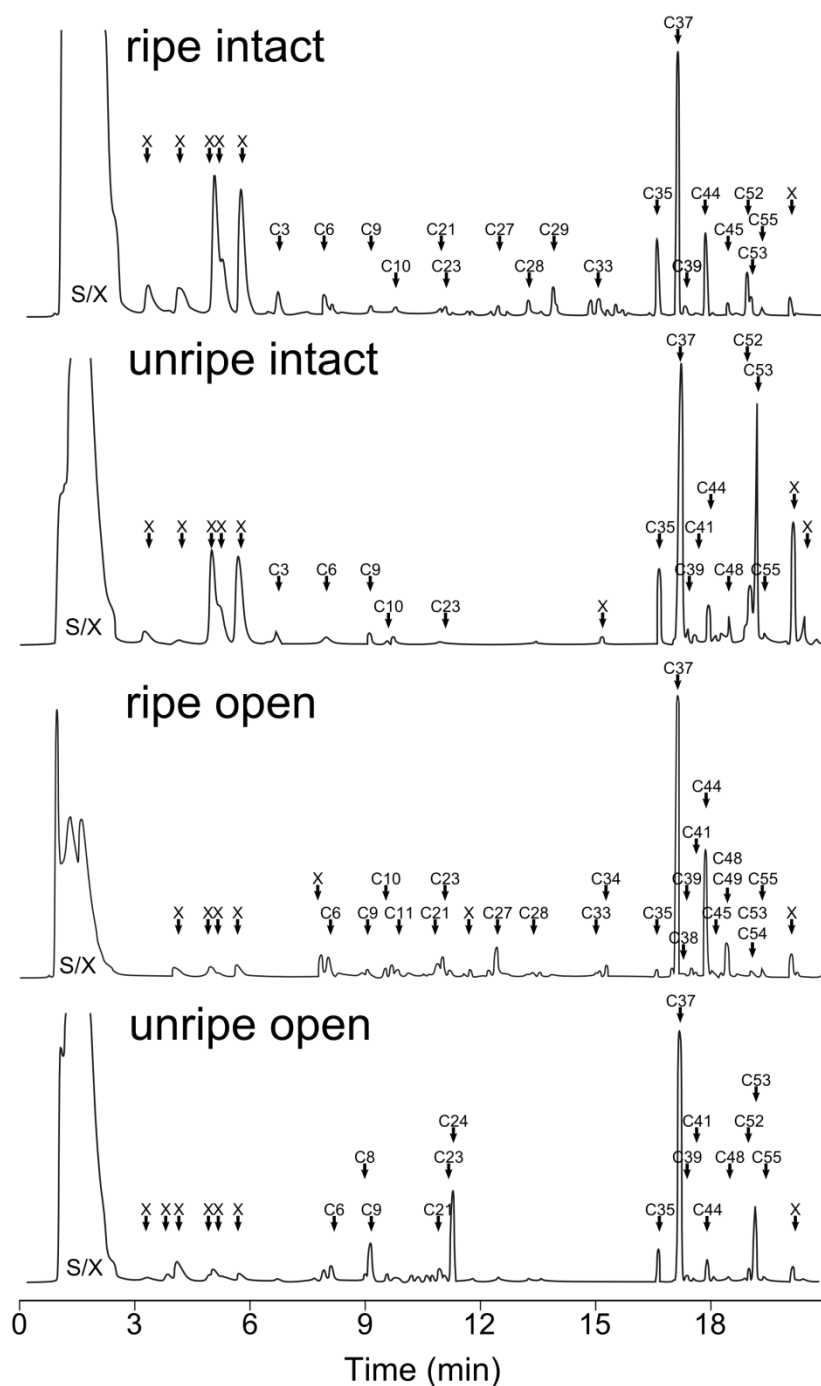 ripe intact
C37
X X XX X
C35 C44 C52 X
C3 C6 C9 C21 C27 C29 C45 C55
C10 C23 C28 C33 C39 C53
S/X
unripe intact
C37 C52
C53
C44 X
X X XX X C35 C41 X
C3 C6 C9 C39 C48 C55
C10 C23 X
S/X
ripe open
C37
C44
C41 C48
X C10 C23 C34 C39 C49 C55
X X X X C6 C9 C11 C21 X C27 C28 C33 C35 C45 C53 X
C38 C54
S/X
unripe open
C37
C53
C24 C41 C52
C8 C23 C39 C48 C55
X X X XX X C6 C9 C21 C35 C44 X
S/X
0 3 6 9 12 15 18
Time (min)